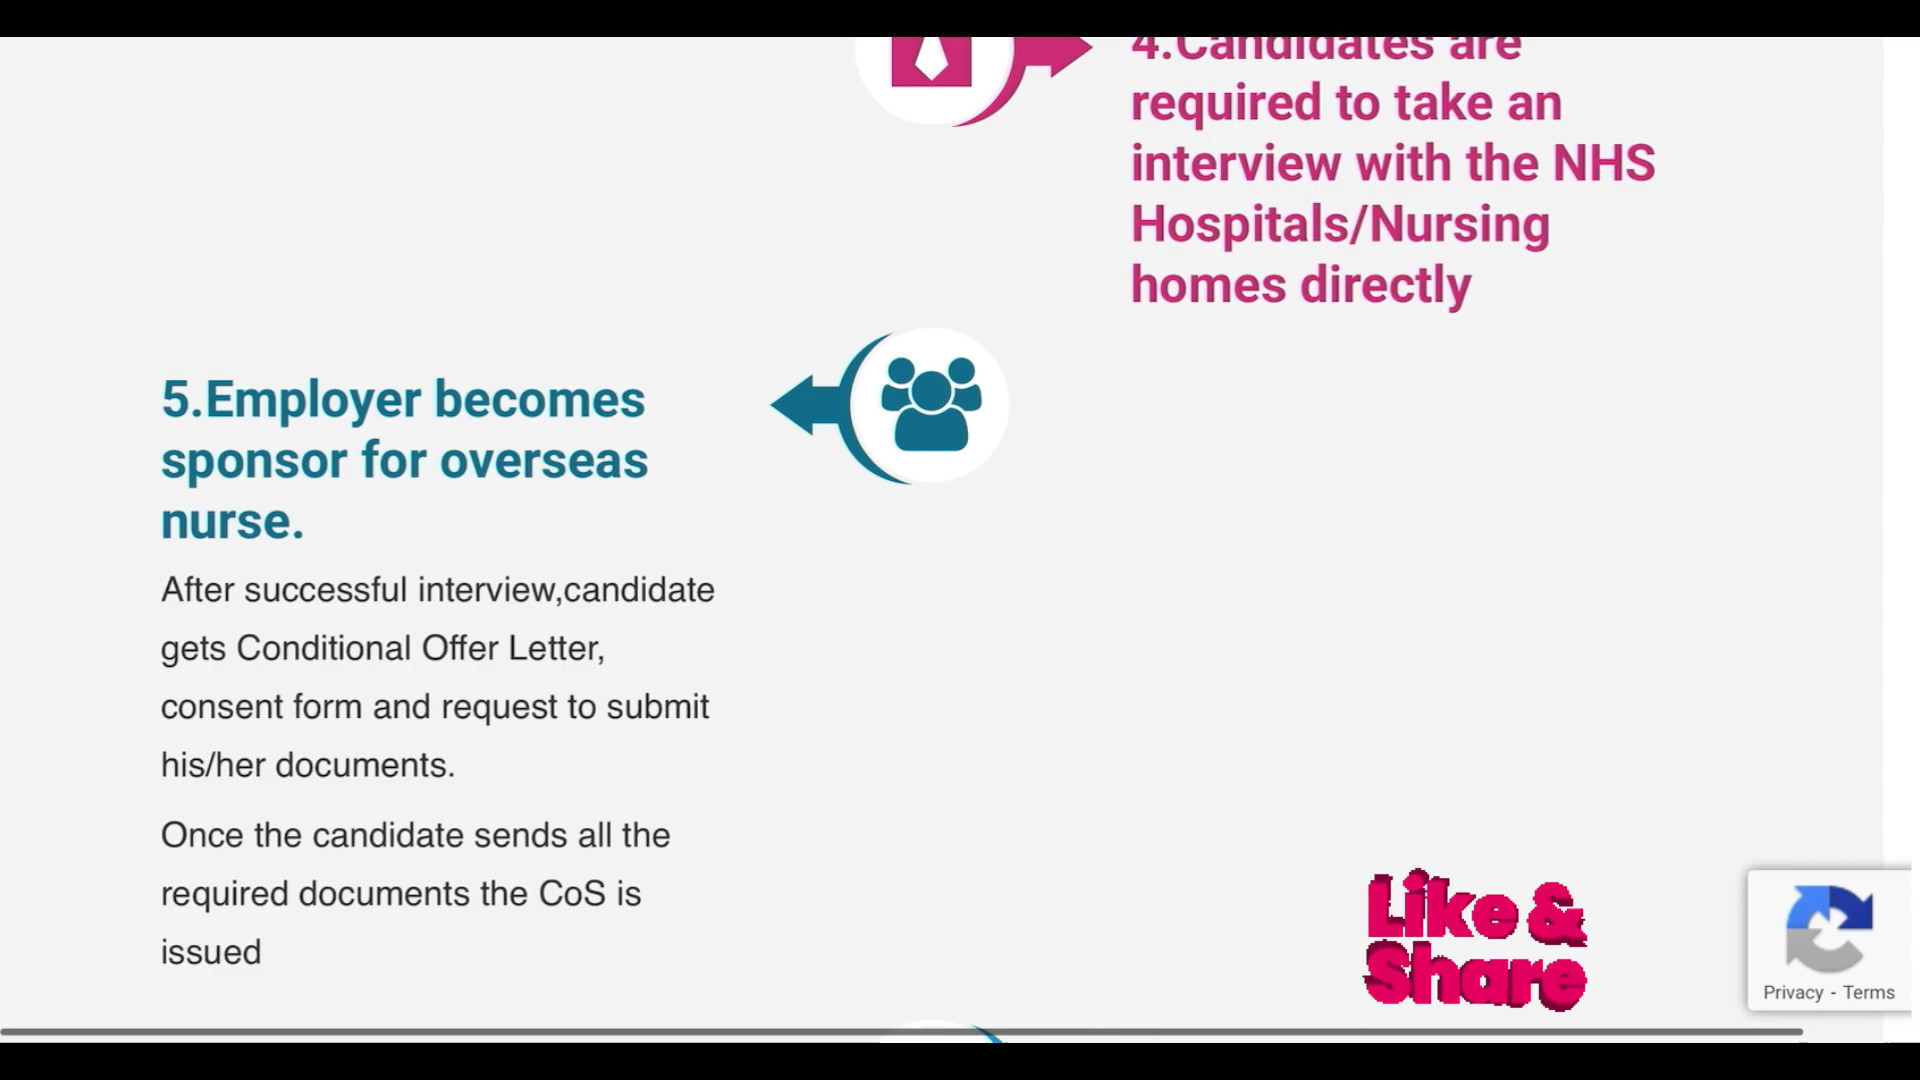 4.Candidates are
required to take an
interview with the NHS
Hospitals/Nursing
homes directly
5.Employer becomes
sponsor for overseas
nurse.
After successful interview,candidate
gets Conditional Offer Letter,
consent form and request to submit
his/her documents.
Once the candidate sends all the
required documents the CoS is
issued
Like &
Share
Privacy - Terms